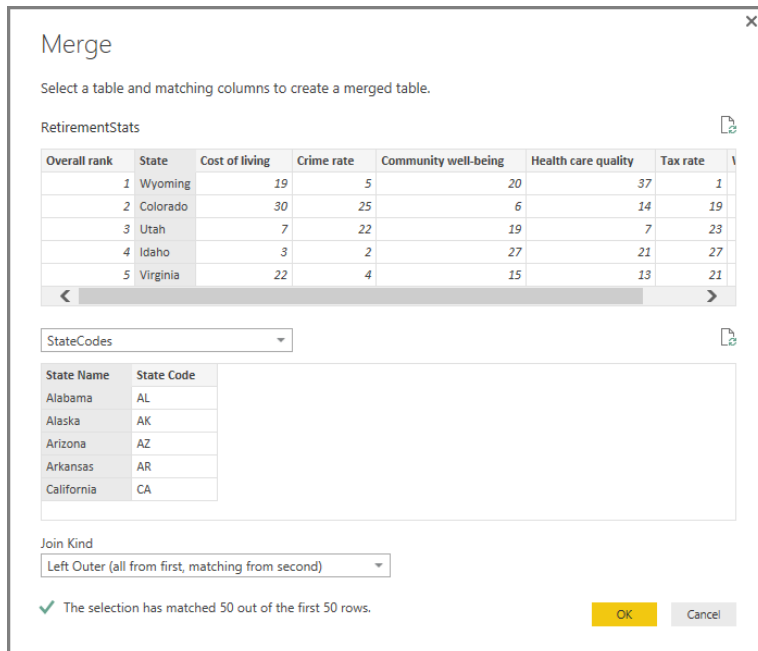 Merge
Select a table and matching columns to create a merged table.
RetirementStats
Overall rank State Cost of living Crime rate Community well-being Health care quality Tax rate
1 Wyoming 19 5 20 37 1
2 Colorado 30 25 6 14 19
3 Utah 7 22 19 7 23
4 Idaho 3 2 27 21 27
5 Virginia 22 4 15 13 21
StateCodes
State Name State Code
Alabama AL
Alaska AK
Arizona AZ
Arkansas AR
California CA
Join Kind
Left Outer (all from first, matching from second)
The selection has matched 50 out of the first 50 rows.
OK Cancel